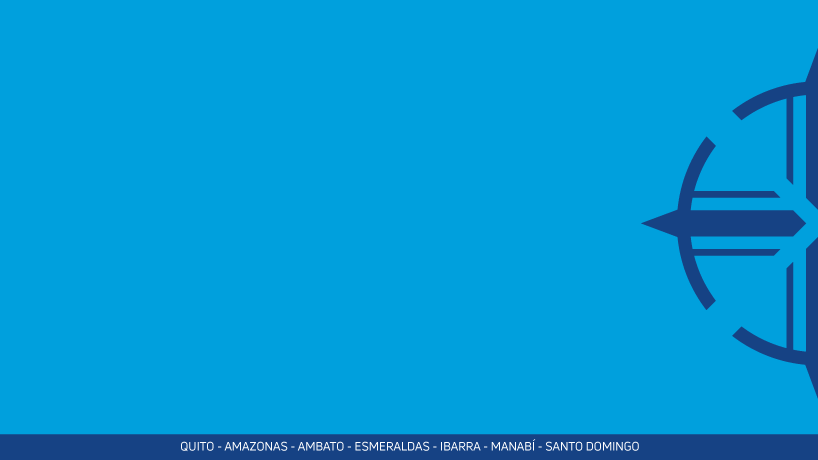 QUITO - AMAZONAS - AMBATO - ESMERALDAS - IBARRA - MANABÍ - SANTO DOMINGO